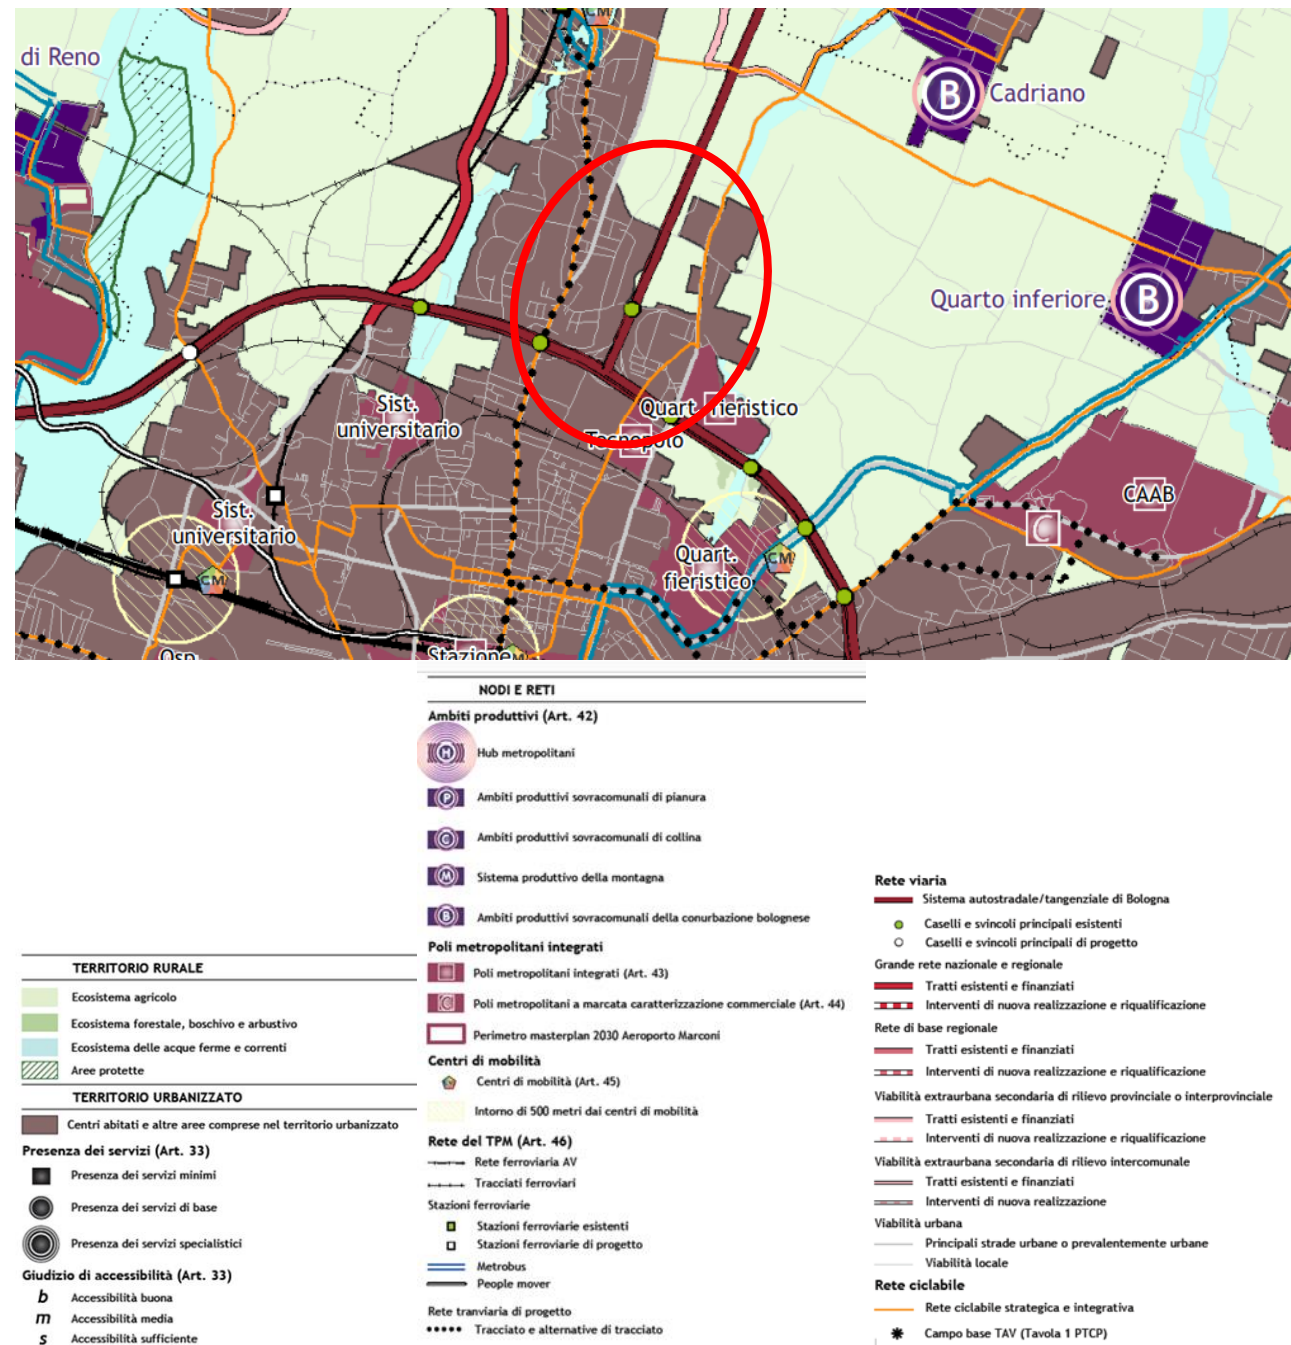 di Reno
CM
B
Cadriano
Quarto inferiore
B
Sist.
universitario
Quart. fieristico
Tecnopolo
CAAB
C
Sist.
universitario
Quart.
fieristico
CM
CM
Osp.
Stazione
NODI E RETI
Ambiti produttivi (Art. 42)
H
Hub metropolitani
P
Ambiti produttivi sovracomunali di pianura
C
Ambiti produttivi sovracomunali di collina
M
Sistema produttivo della montagna
B
Ambiti produttivi sovracomunali della conurbazione bolognese
Poli metropolitani integrati
Poli metropolitani integrati (Art. 43)
C
Poli metropolitani a marcata caratterizzazione commerciale (Art. 44)
Perimetro masterplan 2030 Aeroporto Marconi
Centri di mobilità
Centri di mobilità (Art. 45)
Intorno di 500 metri dai centri di mobilità
Rete del TPM (Art. 46)
Rete ferroviaria AV
Tracciati ferroviari
Stazioni ferroviarie
Stazioni ferroviarie esistenti
Stazioni ferroviarie di progetto
Metrobus
People mover
Rete tranviaria di progetto
Tracciato e alternative di tracciato
TERRITORIO RURALE
Ecosistema agricolo
Ecosistema forestale, boschivo e arbustivo
Ecosistema delle acque ferme e correnti
Aree protette
TERRITORIO URBANIZZATO
Centri abitati e altre aree comprese nel territorio urbanizzato
Presenza dei servizi (Art. 33)
Presenza dei servizi minimi
Presenza dei servizi di base
Presenza dei servizi specialistici
Giudizio di accessibilità (Art. 33)
b Accessibilità buona
m Accessibilità media
s Accessibilità sufficiente
Rete viaria
Sistema autostradale/tangenziale di Bologna
Caselli e svincoli principali esistenti
Caselli e svincoli principali di progetto
Grande rete nazionale e regionale
Tratti esistenti e finanziati
Interventi di nuova realizzazione e riqualificazione
Rete di base regionale
Tratti esistenti e finanziati
Interventi di nuova realizzazione e riqualificazione
Viabilità extraurbana secondaria di rilievo provinciale o interprovinciale
Tratti esistenti e finanziati
Interventi di nuova realizzazione e riqualificazione
Viabilità extraurbana secondaria di rilievo intercomunale
Tratti esistenti e finanziati
Interventi di nuova realizzazione
Viabilità urbana
Principali strade urbane o prevalentemente urbane
Viabilità locale
Rete ciclabile
Rete ciclabile strategica e integrativa
Campo base TAV (Tavola 1 PTCP)